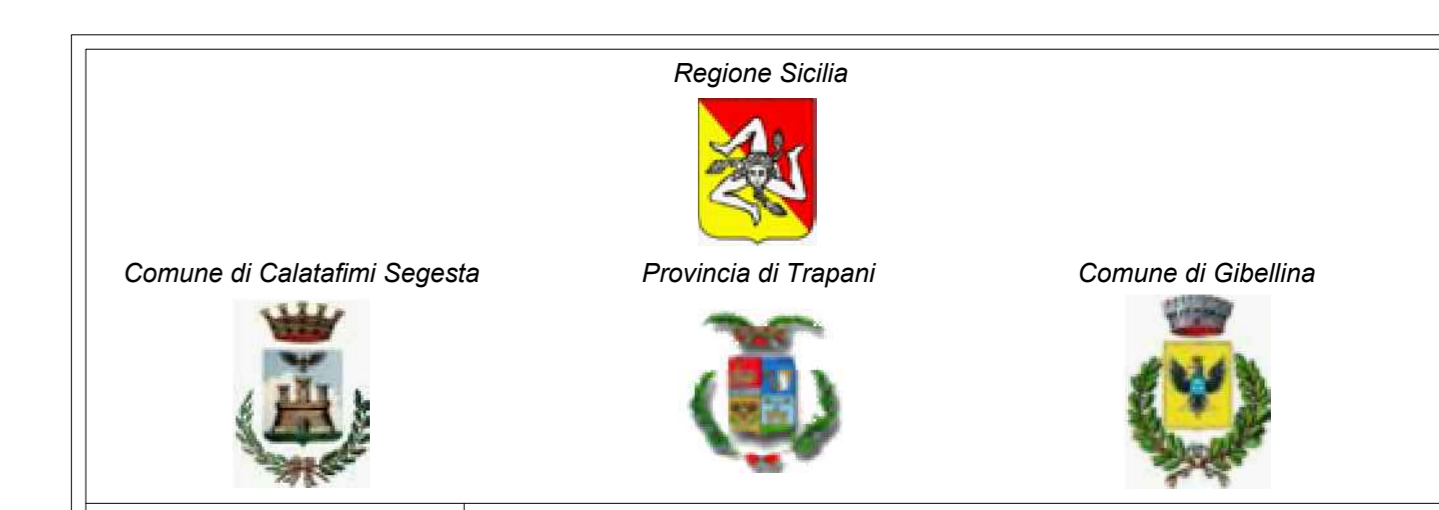 Regione Sicilia
Comune di Calatafimi Segesta Provincia di Trapani Comune di Gibellina